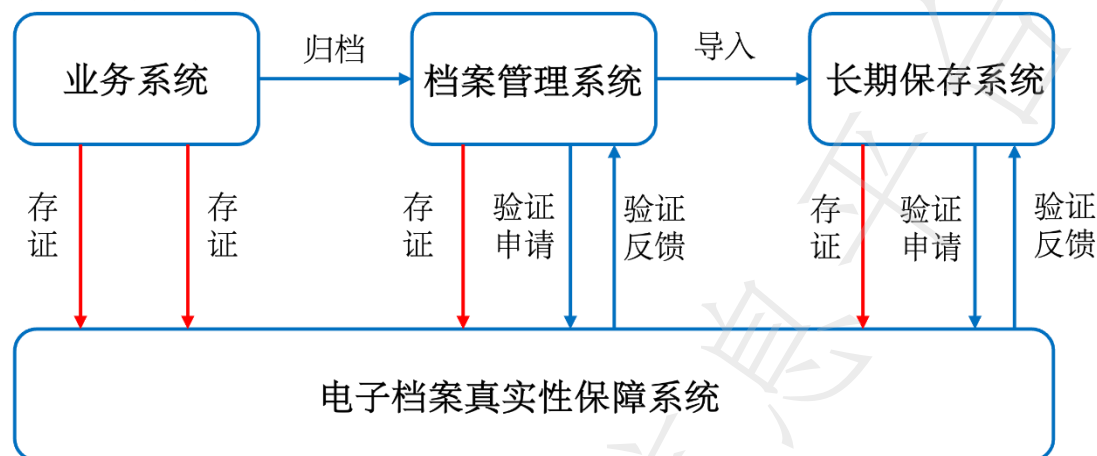 归档
导入
业务系统
档案管理系统
长期保存系统
存
证
存
证
存
证
验证
申请
验证
反馈
存
证
验证
申请
验证
反馈
电子档案真实性保障系统